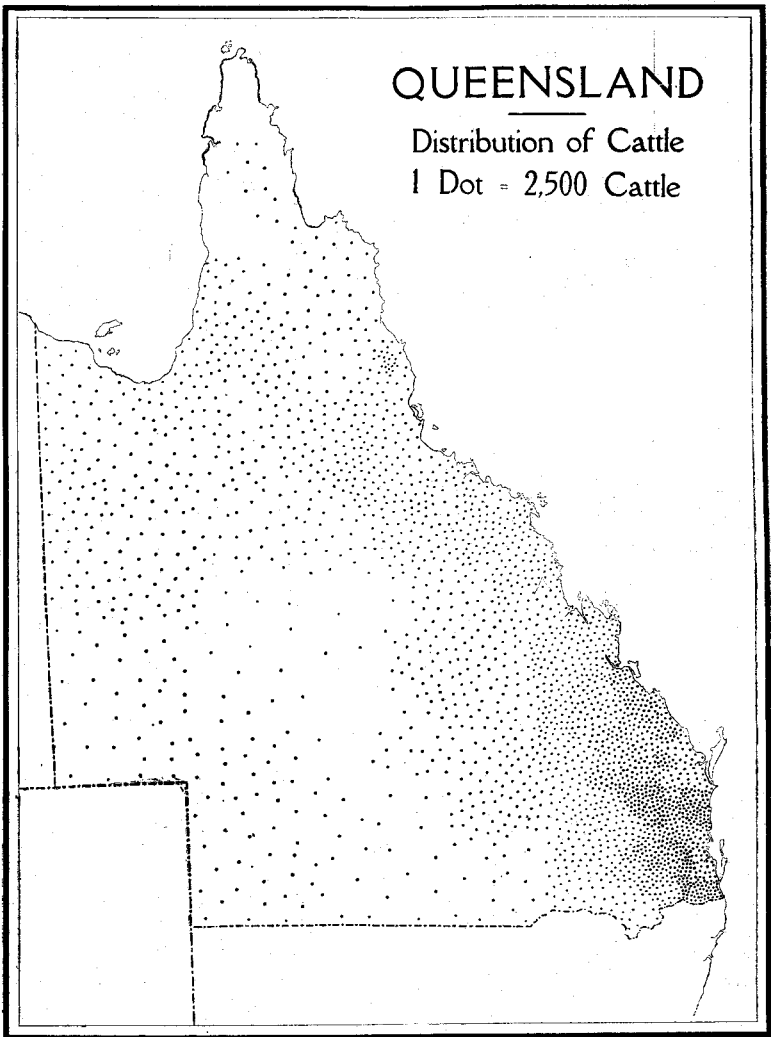 QUEENSLAND
Distribution of Cattle
1 Dot = 2,500 Cattle